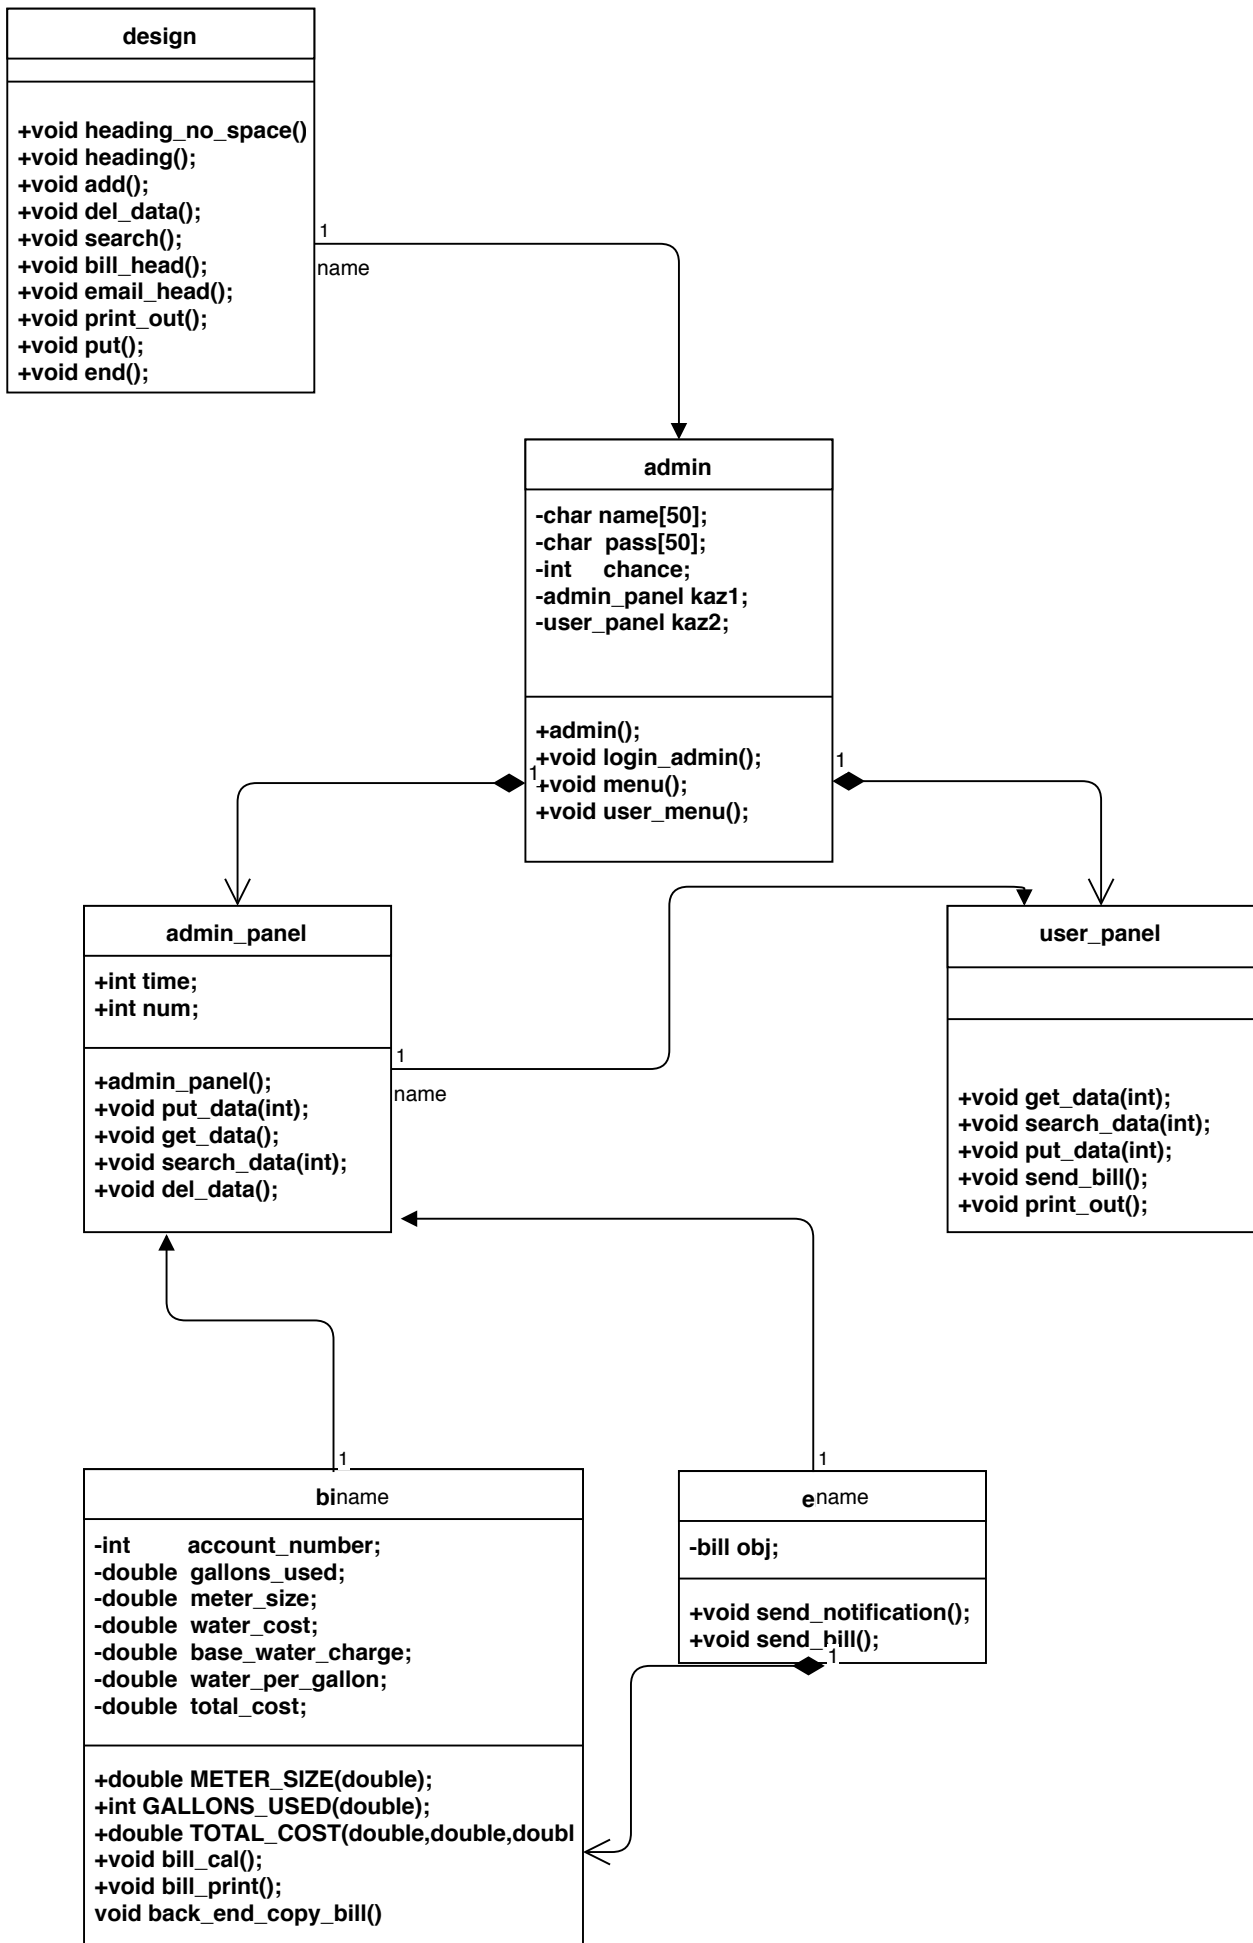 design
+void heading_no_space()
+void heading();
+void add();
+void del_data();
+void search();
+void bill_head();
+void email_head();
+void print_out();
+void put();
+void end();
1
name
admin
-char name[50];
-char  pass[50];
-int    chance;
-admin_panel kaz1;
-user_panel kaz2;
+admin();
+void login_admin();
+void menu();
+void user_menu();
1
1
admin_panel
+int time;
+int num;
+admin_panel();
+void put_data(int);
+void get_data();
+void search_data(int);
+void del_data();
1
name
user_panel
+void get_data(int);
+void search_data(int);
+void put_data(int);
+void send_bill();
+void print_out();
1
biname
-int        account_number;
-double  gallons_used;
-double  meter_size;
-double  water_cost;
-double  base_water_charge;
-double  water_per_gallon;
-double  total_cost;
+double METER_SIZE(double);
+int GALLONS_USED(double);
+double TOTAL_COST(double,double,doubl
+void bill_cal();
+void bill_print();
void back_end_copy_bill()
1
ename
-bill obj;
+void send_notification();
+void send_bill();
1